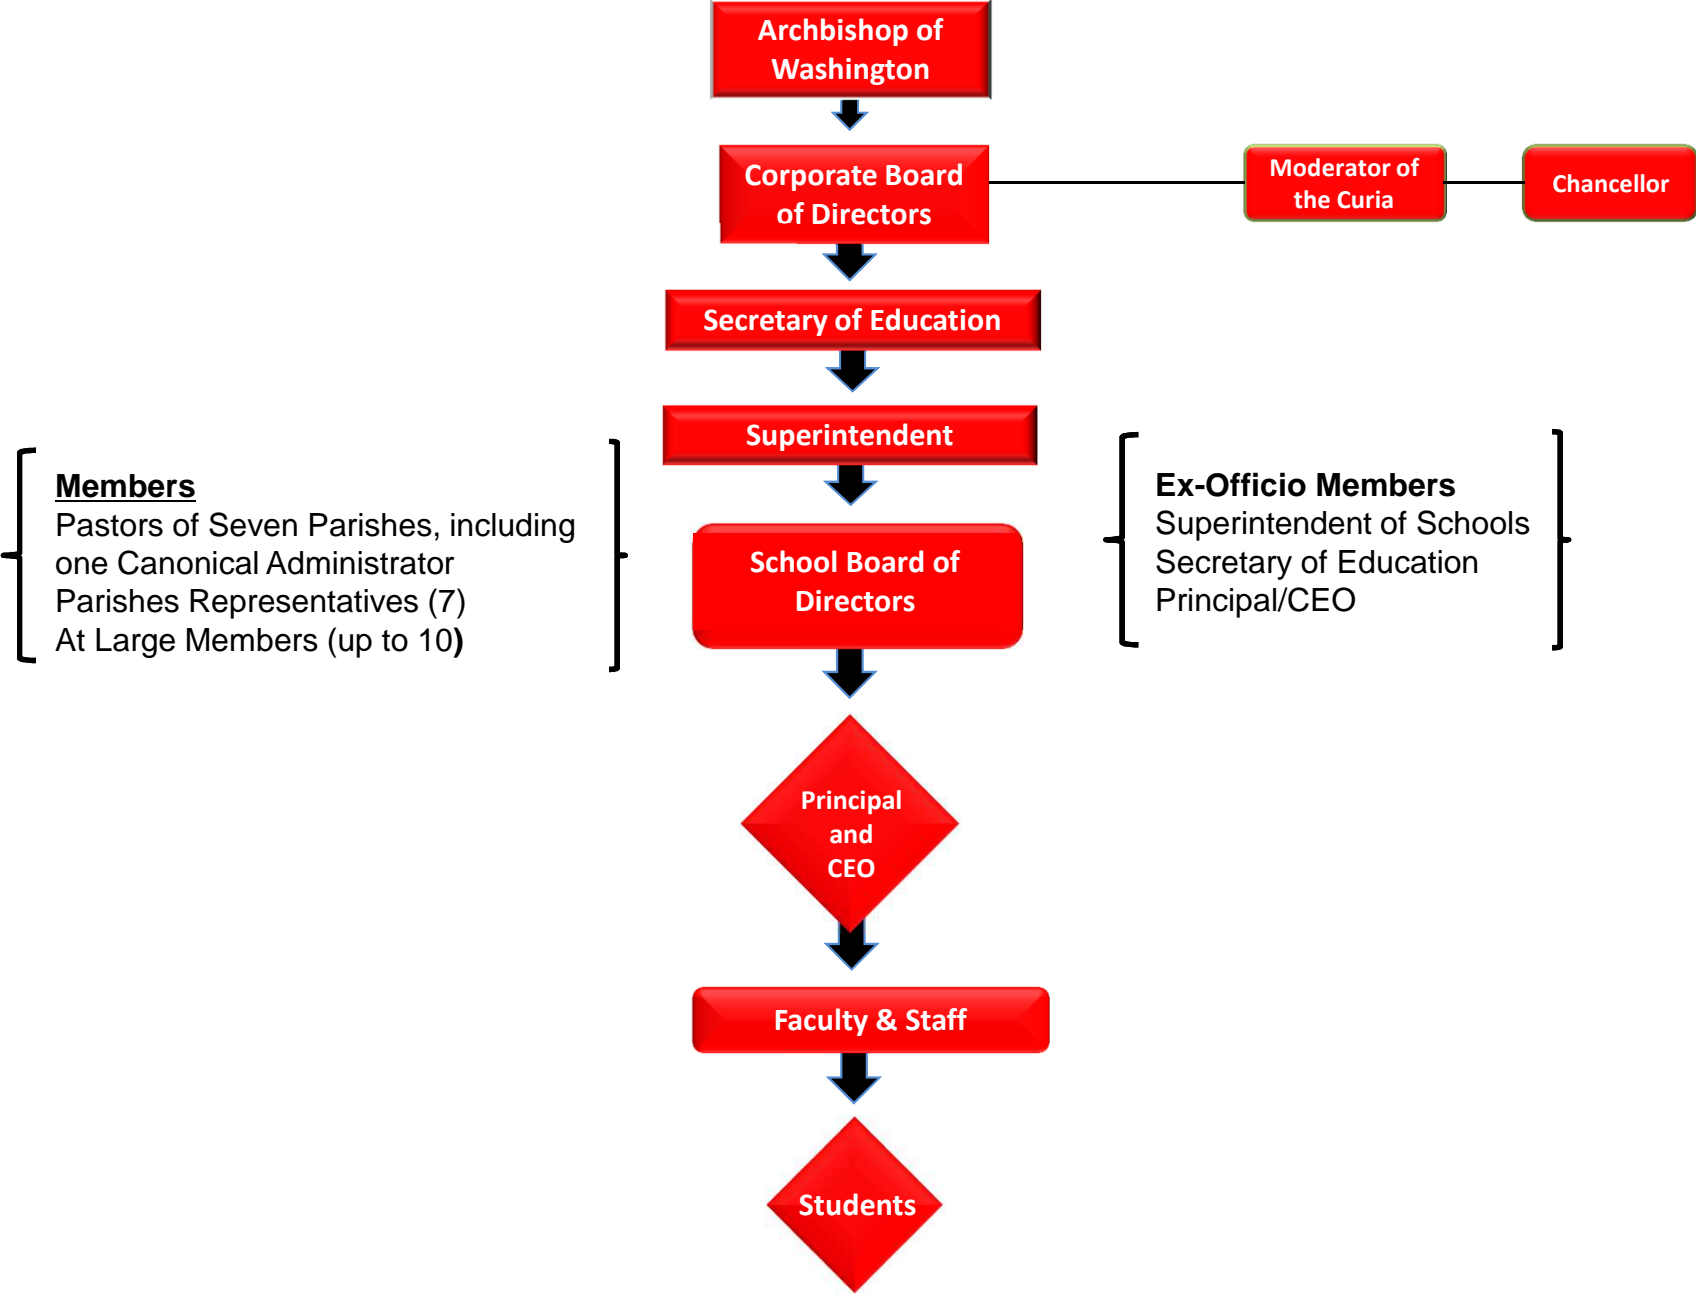 Archbishop of
Washington
Corporate Board
of Directors
Moderator of
the Curia
Chancellor
Secretary of Education
Superintendent
Members
Pastors of Seven Parishes, including
one Canonical Administrator
Parishes Representatives (7)
At Large Members (up to 10)
School Board of
Directors
Ex-Officio Members
Superintendent of Schools
Secretary of Education
Principal/CEO
Principal
and
CEO
Faculty & Staff
Students